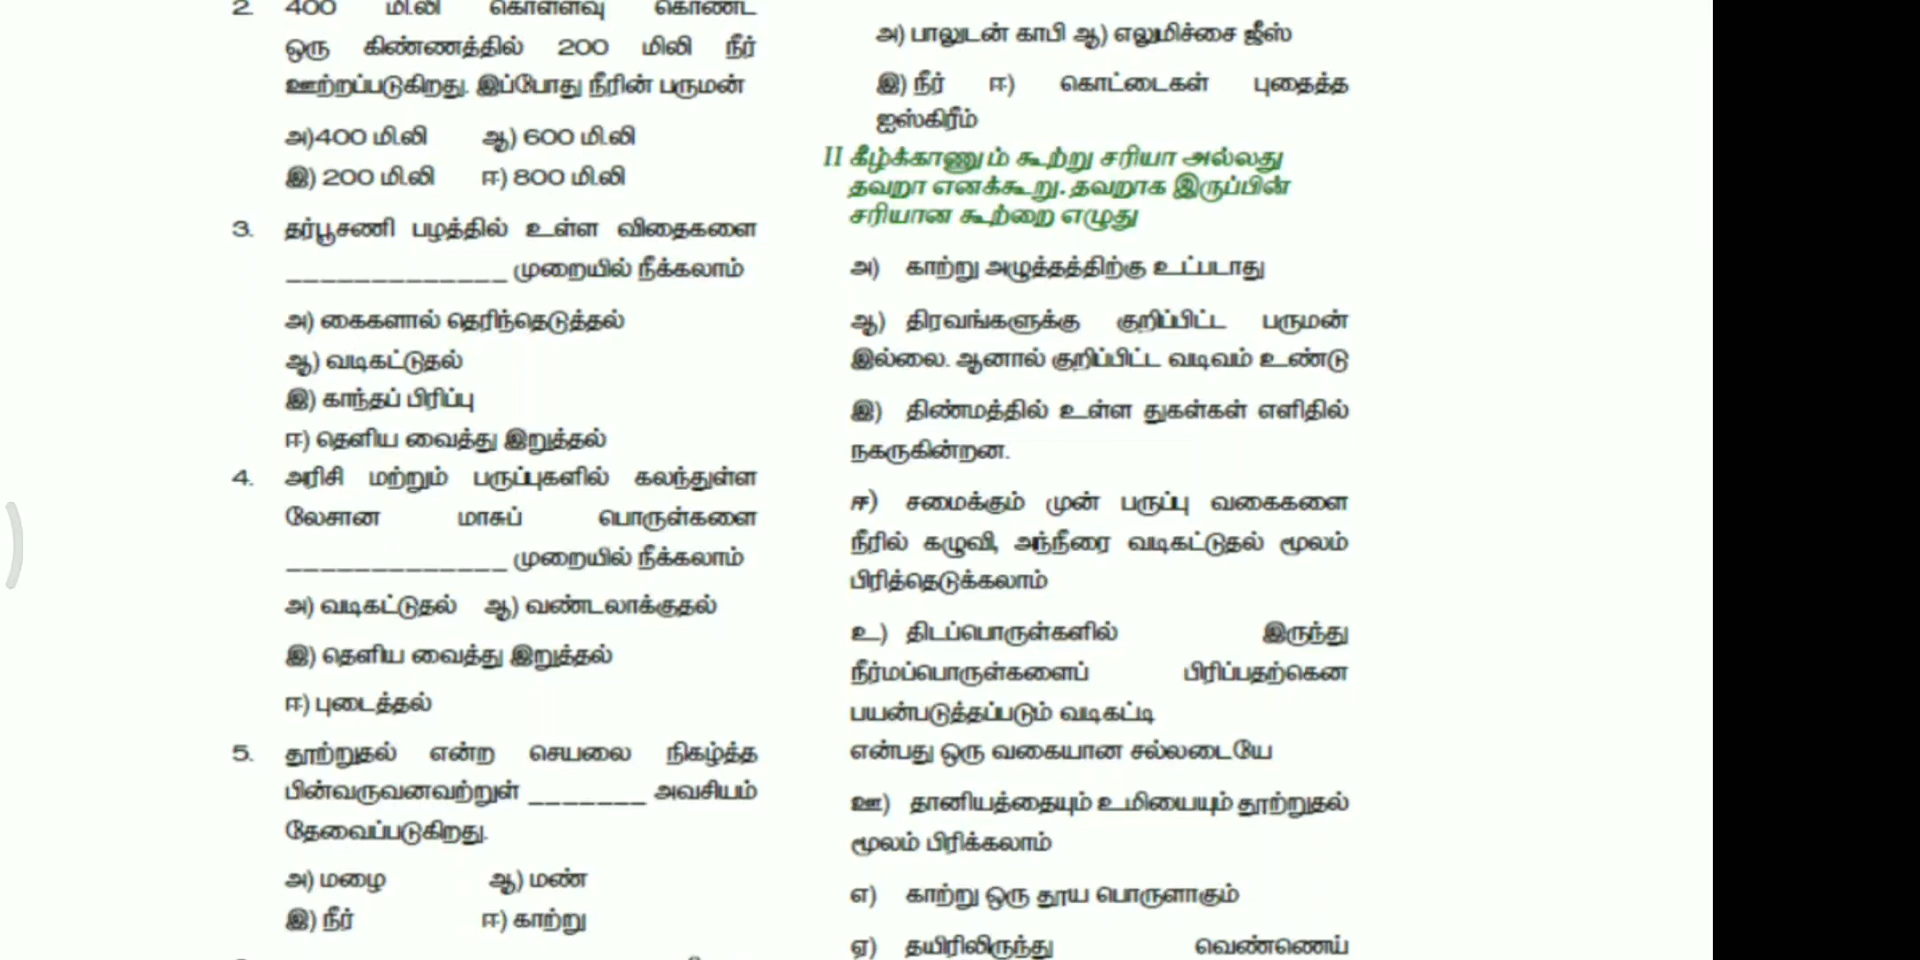 2. 400 மி.லி கொள்ளளவு கொண்ட
ஒரு கிண்ணத்தில் 200 மிலி நீர்
ஊற்றப்படுகிறது. இப்போது நீரின் பருமன்
அ)400 மி.லி ஆ) 600 மி.லி
இ) 200 மி.லி ஈ) 800 மி.லி
3. தர்பூசணி பழத்தில் உள்ள விதைகளை
_____________ முறையில் நீக்கலாம்
அ) கைகளால் தெரிந்தெடுத்தல்
ஆ) வடிகட்டுதல்
இ) காந்தப் பிரிப்பு
ஈ) தெளிய வைத்து இறுத்தல்
4. அரிசி மற்றும் பருப்புகளில் கலந்துள்ள
லேசான மாசுப் பொருள்களை
_____________ முறையில் நீக்கலாம்
அ) வடிகட்டுதல் ஆ) வண்டலாக்குதல்
இ) தெளிய வைத்து இறுத்தல்
ஈ) புடைத்தல்
5. தூற்றுதல் என்ற செயலை நிகழ்த்த
பின்வருவனவற்றுள் _______ அவசியம்
தேவைப்படுகிறது.
அ) மழை ஆ) மண்
இ) நீர் ஈ) காற்று
அ) பாலுடன் காபி ஆ) எலுமிச்சை ஜீஸ்
இ) நீர் ஈ) கொட்டைகள் புதைத்த
ஐஸ்கிரீம்
II கீழ்க்காணும் கூற்று சரியா அல்லது
தவறா எனக்கூறு. தவறாக இருப்பின்
சரியான கூற்றை எழுது
அ) காற்று அழுத்தத்திற்கு உட்படாது
ஆ) திரவங்களுக்கு குறிப்பிட்ட பருமன்
இல்லை. ஆனால் குறிப்பிட்ட வடிவம் உண்டு
இ) திண்மத்தில் உள்ள துகள்கள் எளிதில்
நகருகின்றன.
ஈ) சமைக்கும் முன் பருப்பு வகைகளை
நீரில் கழுவி, அந்நீரை வடிகட்டுதல் மூலம்
பிரித்தெடுக்கலாம்
உ) திடப்பொருள்களில் இருந்து
நீர்மப்பொருள்களைப் பிரிப்பதற்கென
பயன்படுத்தப்படும் வடிகட்டி
என்பது ஒரு வகையான சல்லடையே
ஊ) தானியத்தையும் உமியையும் தூற்றுதல்
மூலம் பிரிக்கலாம்
எ) காற்று ஒரு தூய பொருளாகும்
ஏ) தயிரிலிருந்து வெண்ணெய்